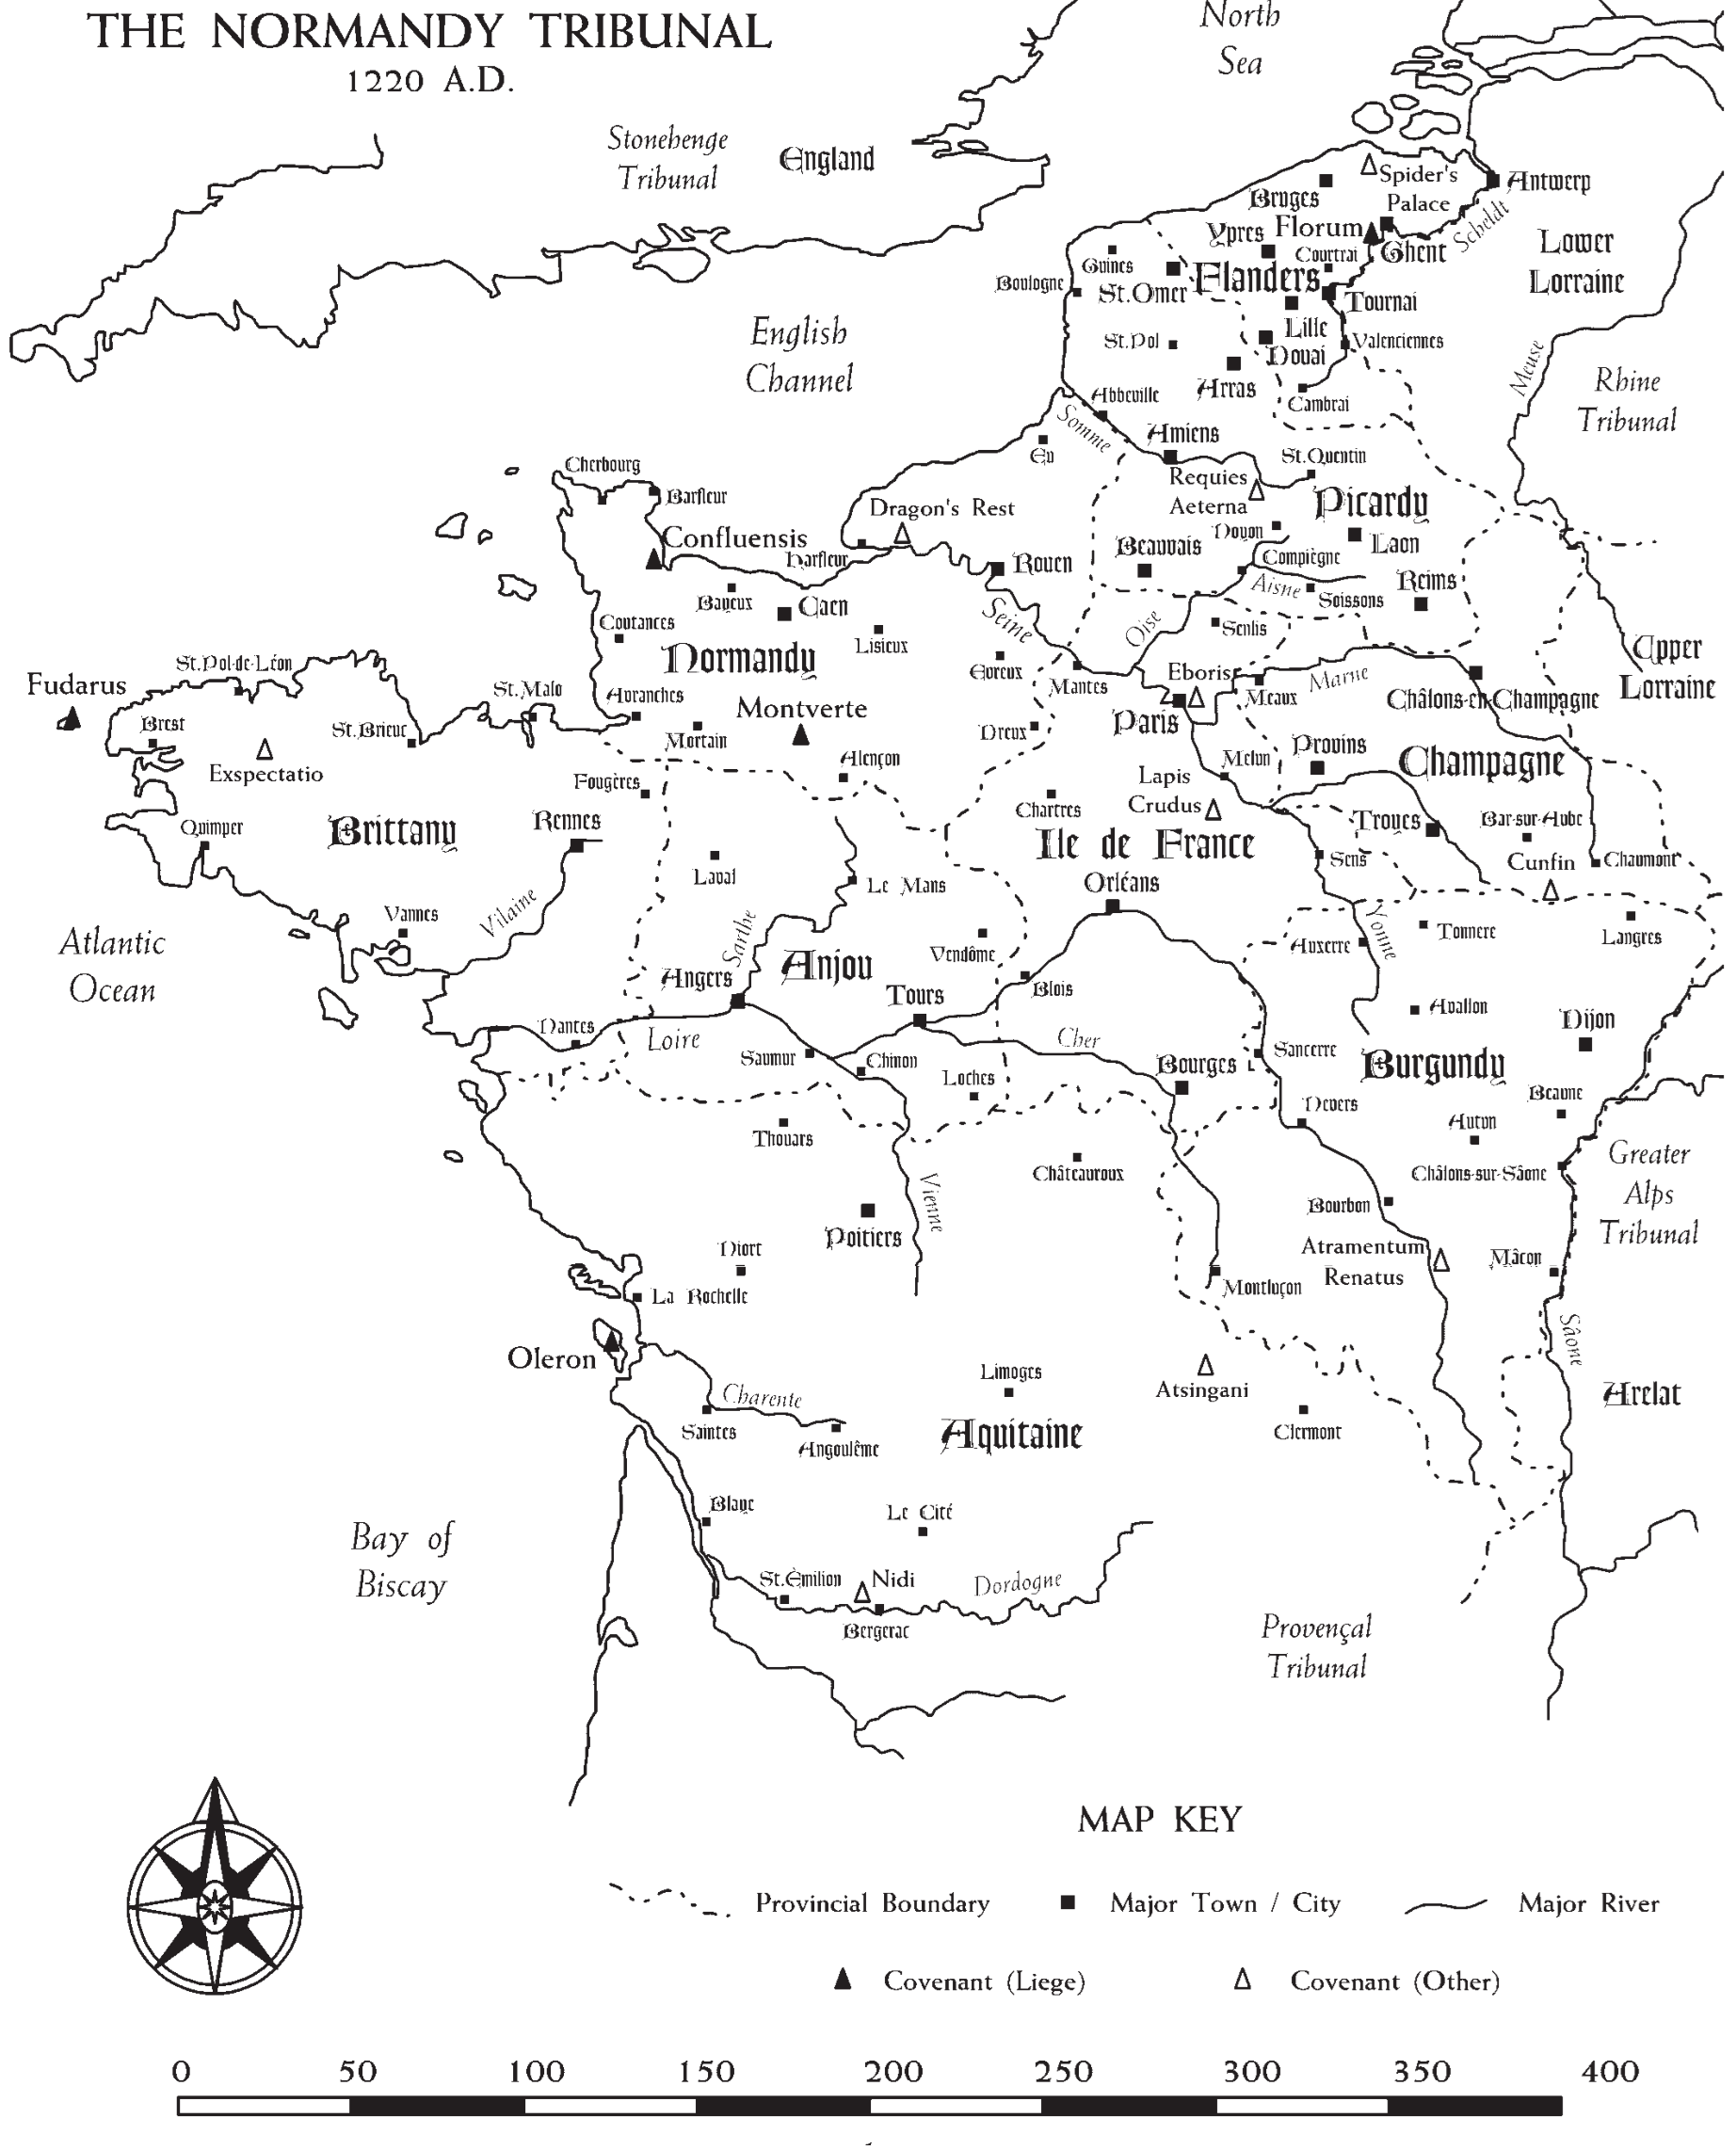 THE NORMANDY TRIBUNAL
1220 A.D.
North
Sea
Stonehenge
Tribunal
England
Spider's
Palace
Antwerp
Bruges
Scheldt
Florum
Ypres
Ghent
Courtrai
Lower
Lorraine
Guines
Boulogne
St.Omer
Flanders
Tournai
Lille
English
Channel
St.Pol
Douai
Valenciennes
Meuse
Arras
Cambrai
Rhine
Tribunal
Abbeville
Somme
Amiens
Eu
St.Quentin
Cherbourg
Requies
Aeterna
Barfleur
Picardy
Dragon's Rest
Noyon
Confluensis
Laon
Beauvais
Harfleur
Compiègne
Rouen
Aisne
Reims
Soissons
Bayeux
Caen
Seine
Oise
Senlis
Coutances
Lisieux
Normandy
Upper
Lorraine
St.Pol-de-Léon
Evreux
Eboris
Marne
Fudarus
St.Malo
Avranches
Mantes
Meaux
Châlons-en-Champagne
Montverte
Paris
Brest
St.Brieuc
Mortain
Dreux
Provins
Alençon
Melun
Champagne
Exspectatio
Fougères
Lapis
Crudus
Chartres
Quimper
Brittany
Rennes
Troyes
Bar-sur-Aube
Ile de France
Sens
Cunfin
Chaumont
Laval
Le Mans
Orléans
Vannes
Vilaine
Sarthe
Yonne
Atlantic
Ocean
Auxerre
Tonnere
Langres
Vendôme
Angers
Anjou
Blois
Tours
Avallon
Dijon
Nantes
Loire
Cher
Saumur
Chinon
Sancerre
Burgundy
Bourges
Loches
Beaune
Nevers
Autun
Thouars
Greater
Alps
Tribunal
Châteauroux
Châlons-sur-Sâone
Vienne
Bourbon
Poitiers
Niort
Atramentum
Renatus
Mâcon
Montluçon
La Rochelle
Sâone
Oleron
Limoges
Atsingani
Arelat
Charente
Saintes
Angoulême
Aquitaine
Clermont
Blaye
Le Cité
Bay of
Biscay
St.Èmilion
Nidi
Dordogne
Bergerac
Provençal
Tribunal
MAP KEY
Provincial Boundary
Major Town / City
Major River
Covenant (Liege)
Covenant (Other)
0 50 100 150 200 250 300 350 400